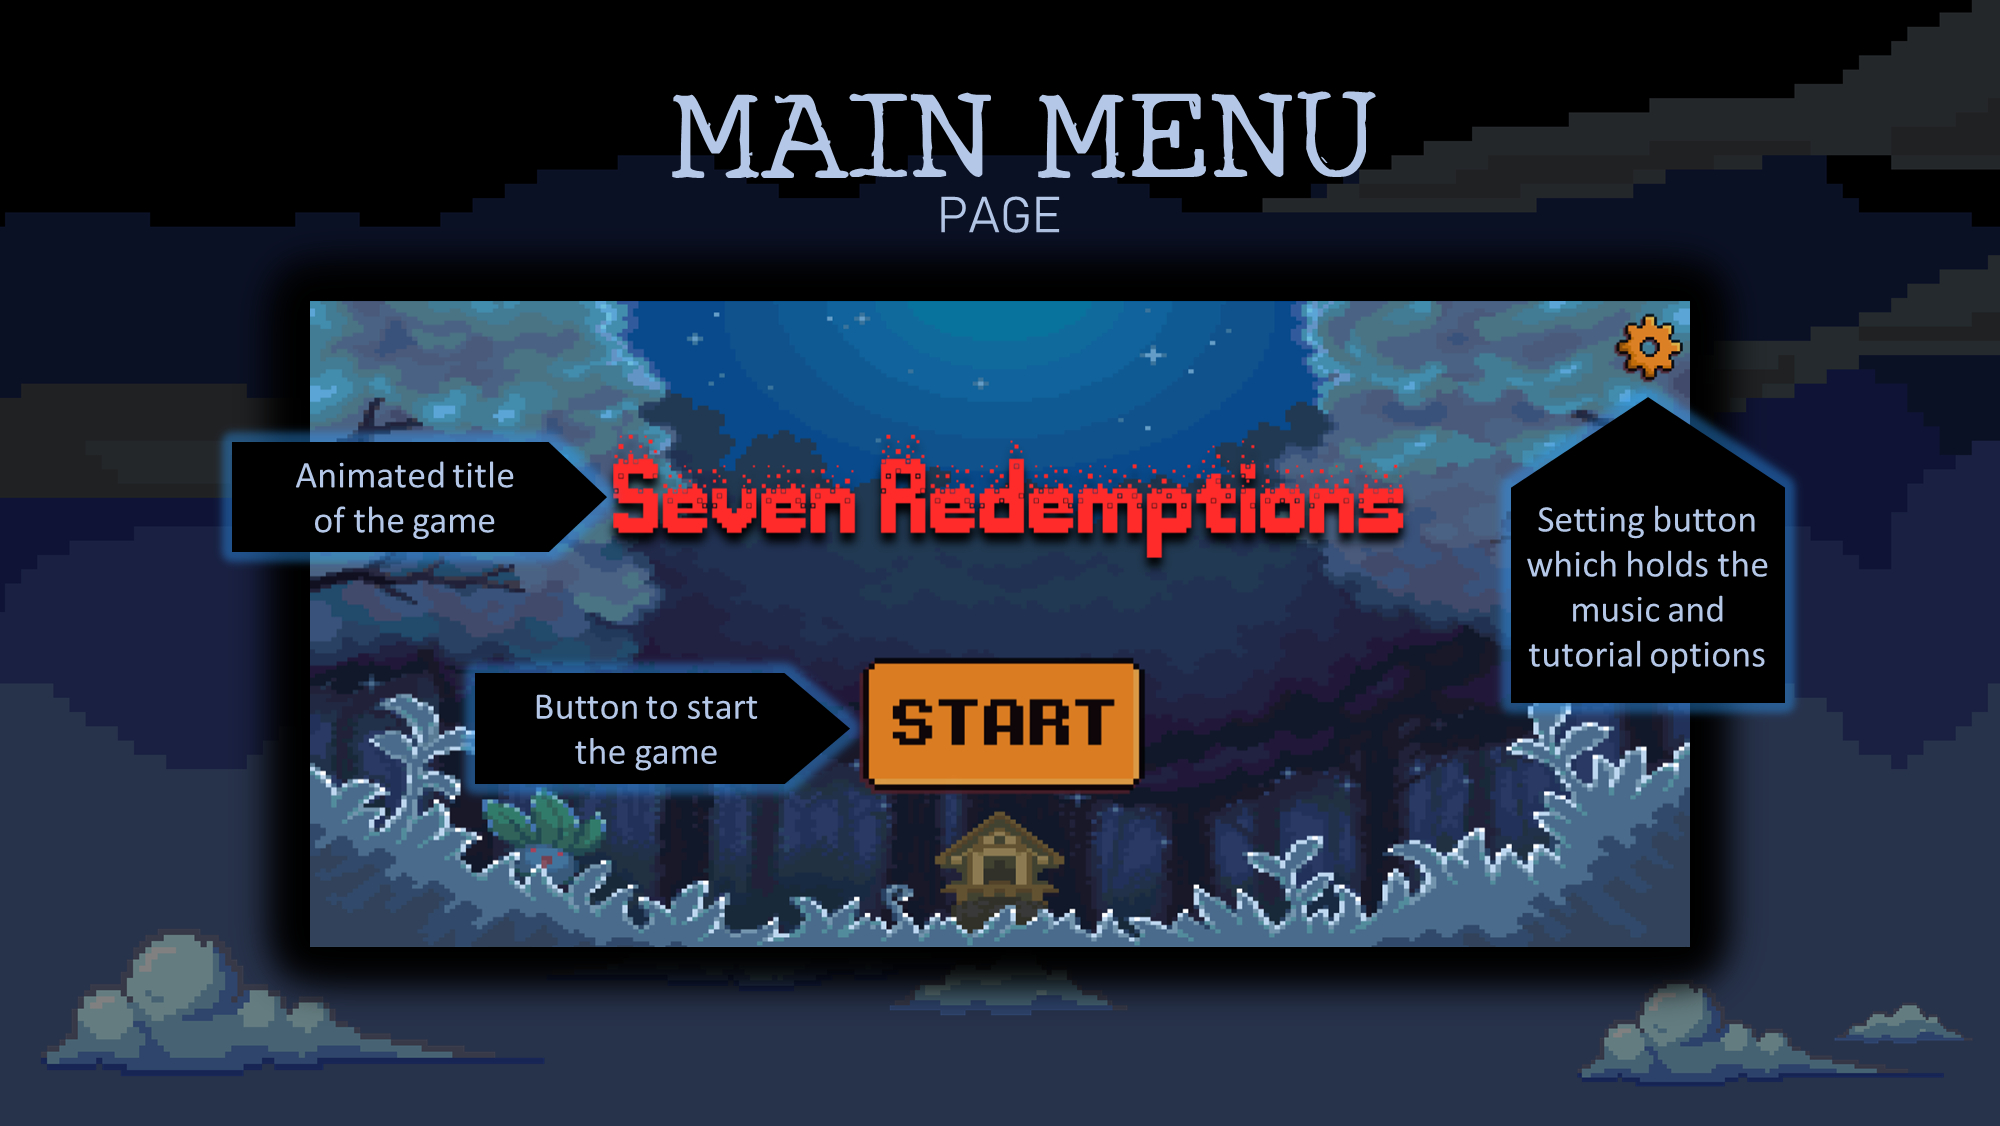 MAIN MENU
PAGE
Animated title
of the game
Seven Redemptions
Setting button
which holds the
music and
tutorial options
Button to start
the game
START